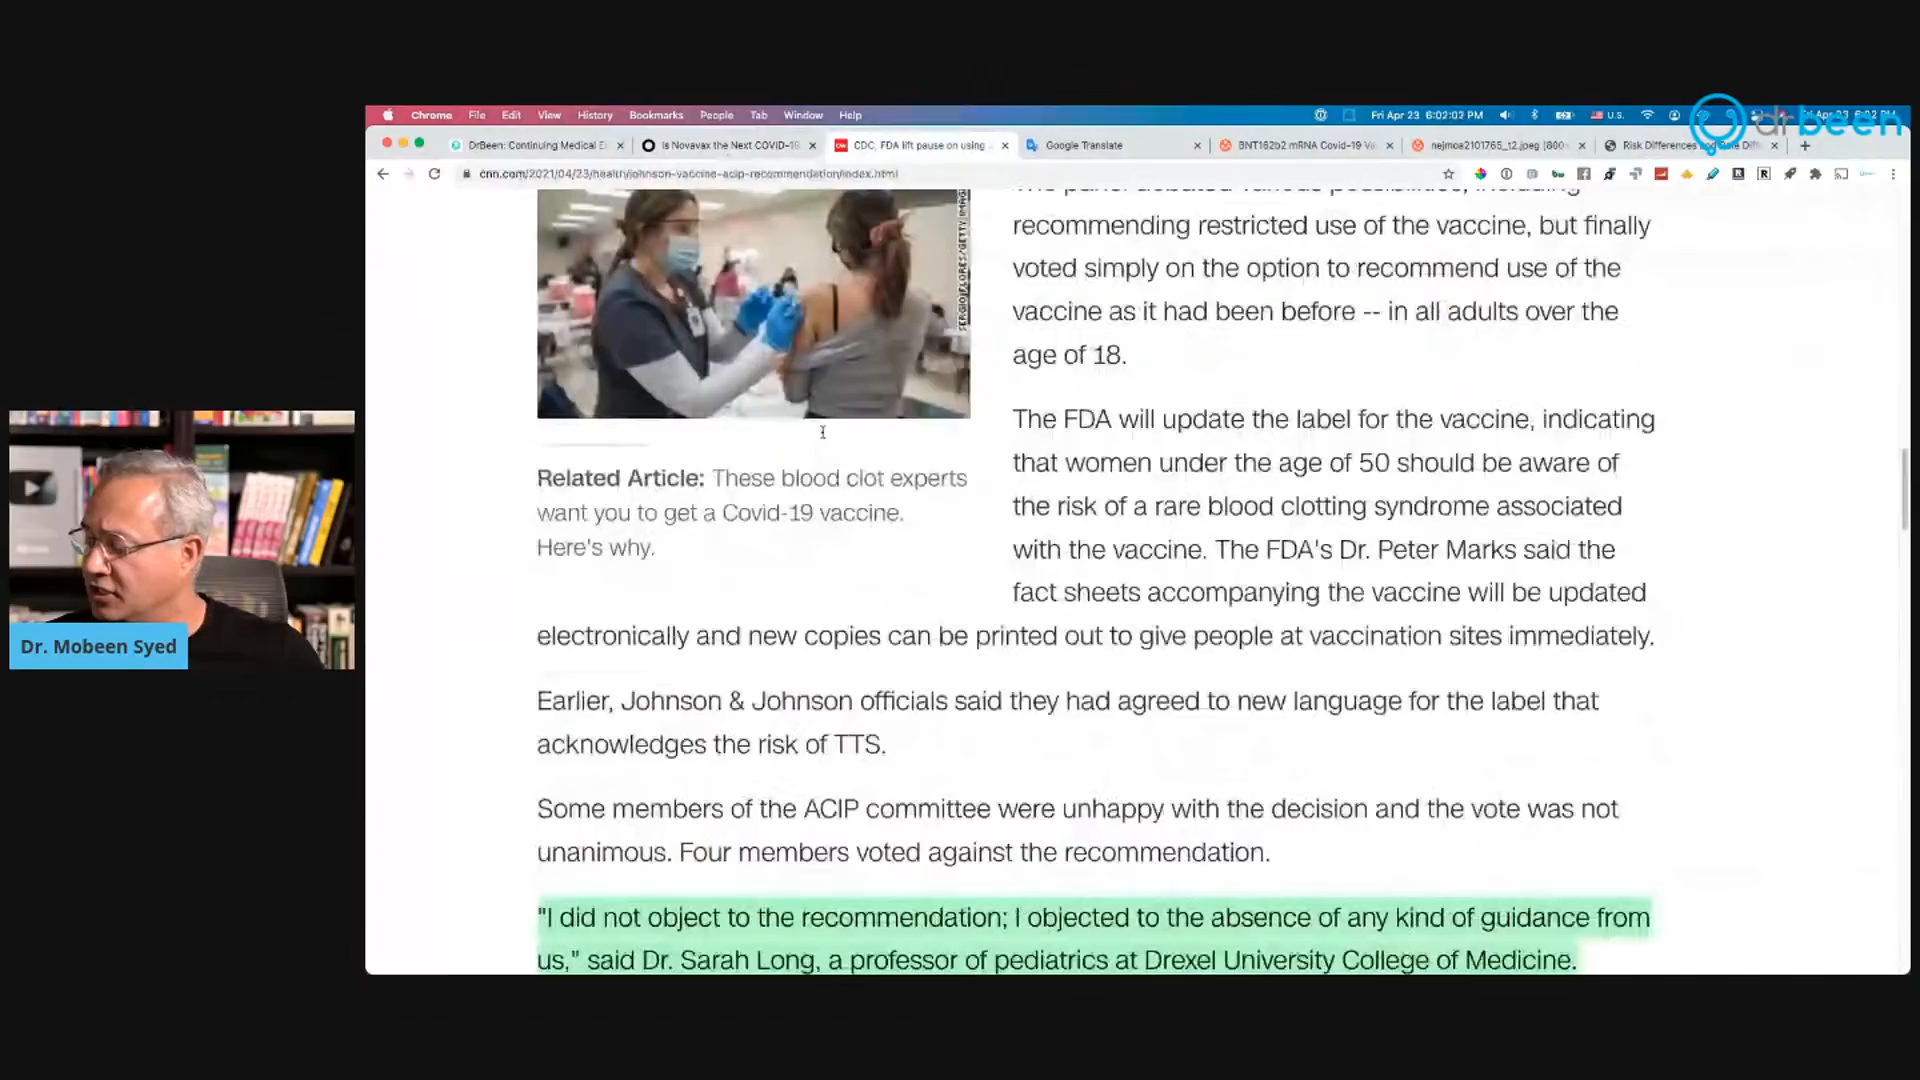 Chrome File Edit View History Bookmarks People Tab Window Help
U.S.
Fri Apr 23 6:02:02 PM
drbeen
DrBeen: Continuing Medical E
Is Novavax the Next COVID-19
CDC, FDA lift pause on using
Google Translate
BNT162b2 mRNA Covid-19 Va
nejmoa2101765_12.jpeg (800
cnn.com/2021/04/23/health/johnson-vaccine-acip-recommendation/index.html
recommending restricted use of the vaccine, but finally
voted simply on the option to recommend use of the
vaccine as it had been before -- in all adults over the
age of 18.
SERGIO FLORES/GETTY IMAG
The FDA will update the label for the vaccine, indicating
that women under the age of 50 should be aware of
the risk of a rare blood clotting syndrome associated
with the vaccine. The FDA's Dr. Peter Marks said the
fact sheets accompanying the vaccine will be updated
electronically and new copies can be printed out to give people at vaccination sites immediately.
Related Article: These blood clot experts
want you to get a Covid-19 vaccine.
Here's why.
Earlier, Johnson & Johnson officials said they had agreed to new language for the label that
acknowledges the risk of TTS.
Some members of the ACIP committee were unhappy with the decision and the vote was not
unanimous. Four members voted against the recommendation.
"I did not object to the recommendation; I objected to the absence of any kind of guidance from
us," said Dr. Sarah Long, a professor of pediatrics at Drexel University College of Medicine.
Dr. Mobeen Syed